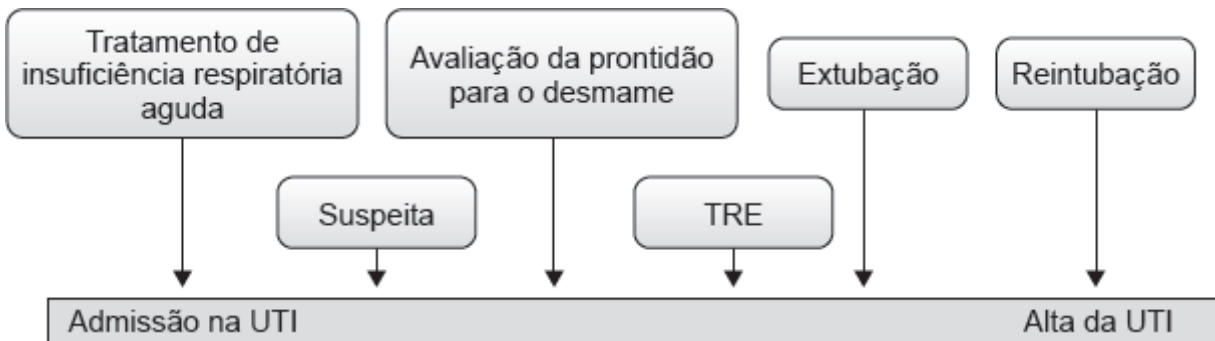 Tratamento de
insuficiência respiratória
aguda
Avaliação da prontidão
para o desmame
Extubação
Reintubação
Suspeita
TRE
Admissão na UTI
Alta da UTI